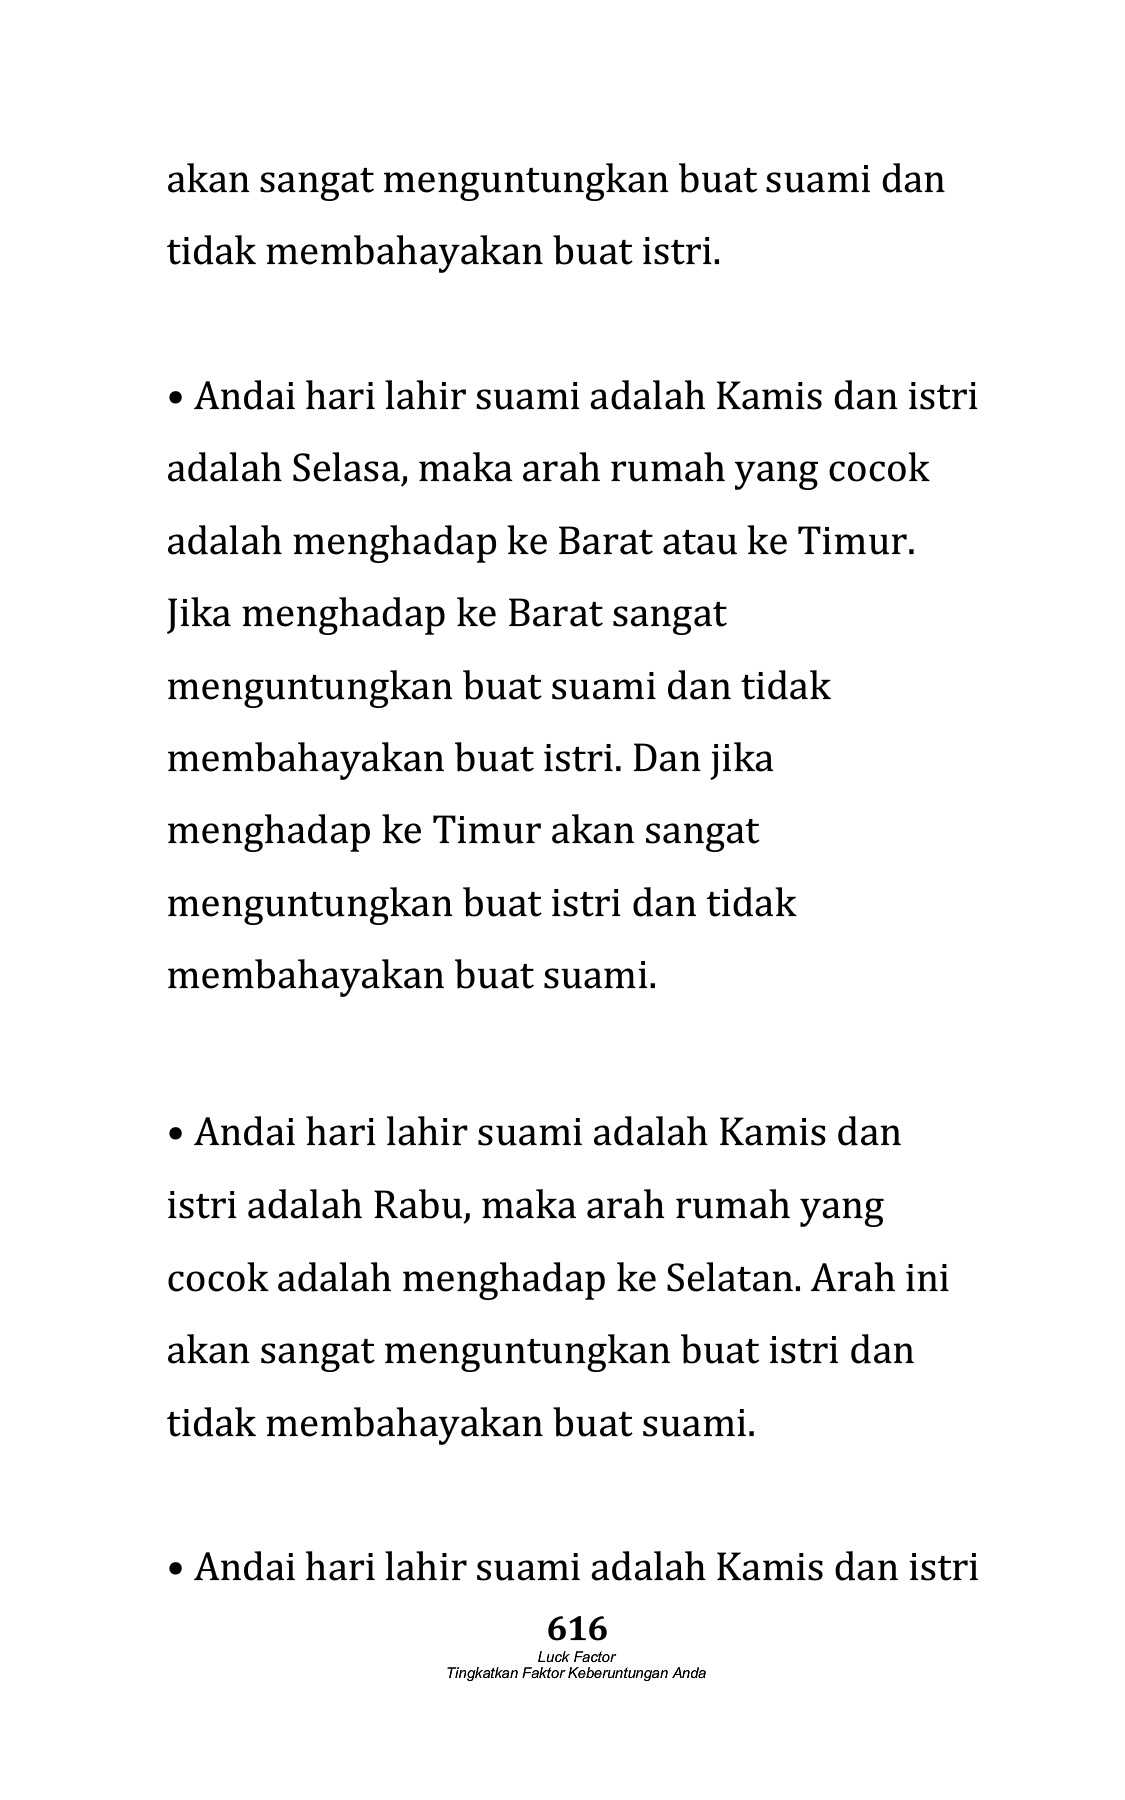 akan sangat menguntungkan buat suami dan
tidak membahayakan buat istri.
• Andai hari lahir suami adalah Kamis dan istri
adalah Selasa, maka arah rumah yang cocok
adalah menghadap ke Barat atau ke Timur.
Jika menghadap ke Barat sangat
menguntungkan buat suami dan tidak
membahayakan buat istri. Dan jika
menghadap ke Timur akan sangat
menguntungkan buat istri dan tidak
membahayakan buat suami.
• Andai hari lahir suami adalah Kamis dan
istri adalah Rabu, maka arah rumah yang
cocok adalah menghadap ke Selatan. Arah ini
akan sangat menguntungkan buat istri dan
tidak membahayakan buat suami.
• Andai hari lahir suami adalah Kamis dan istri
616
Luck Factor
Tingkatkan Faktor Keberuntungan Anda